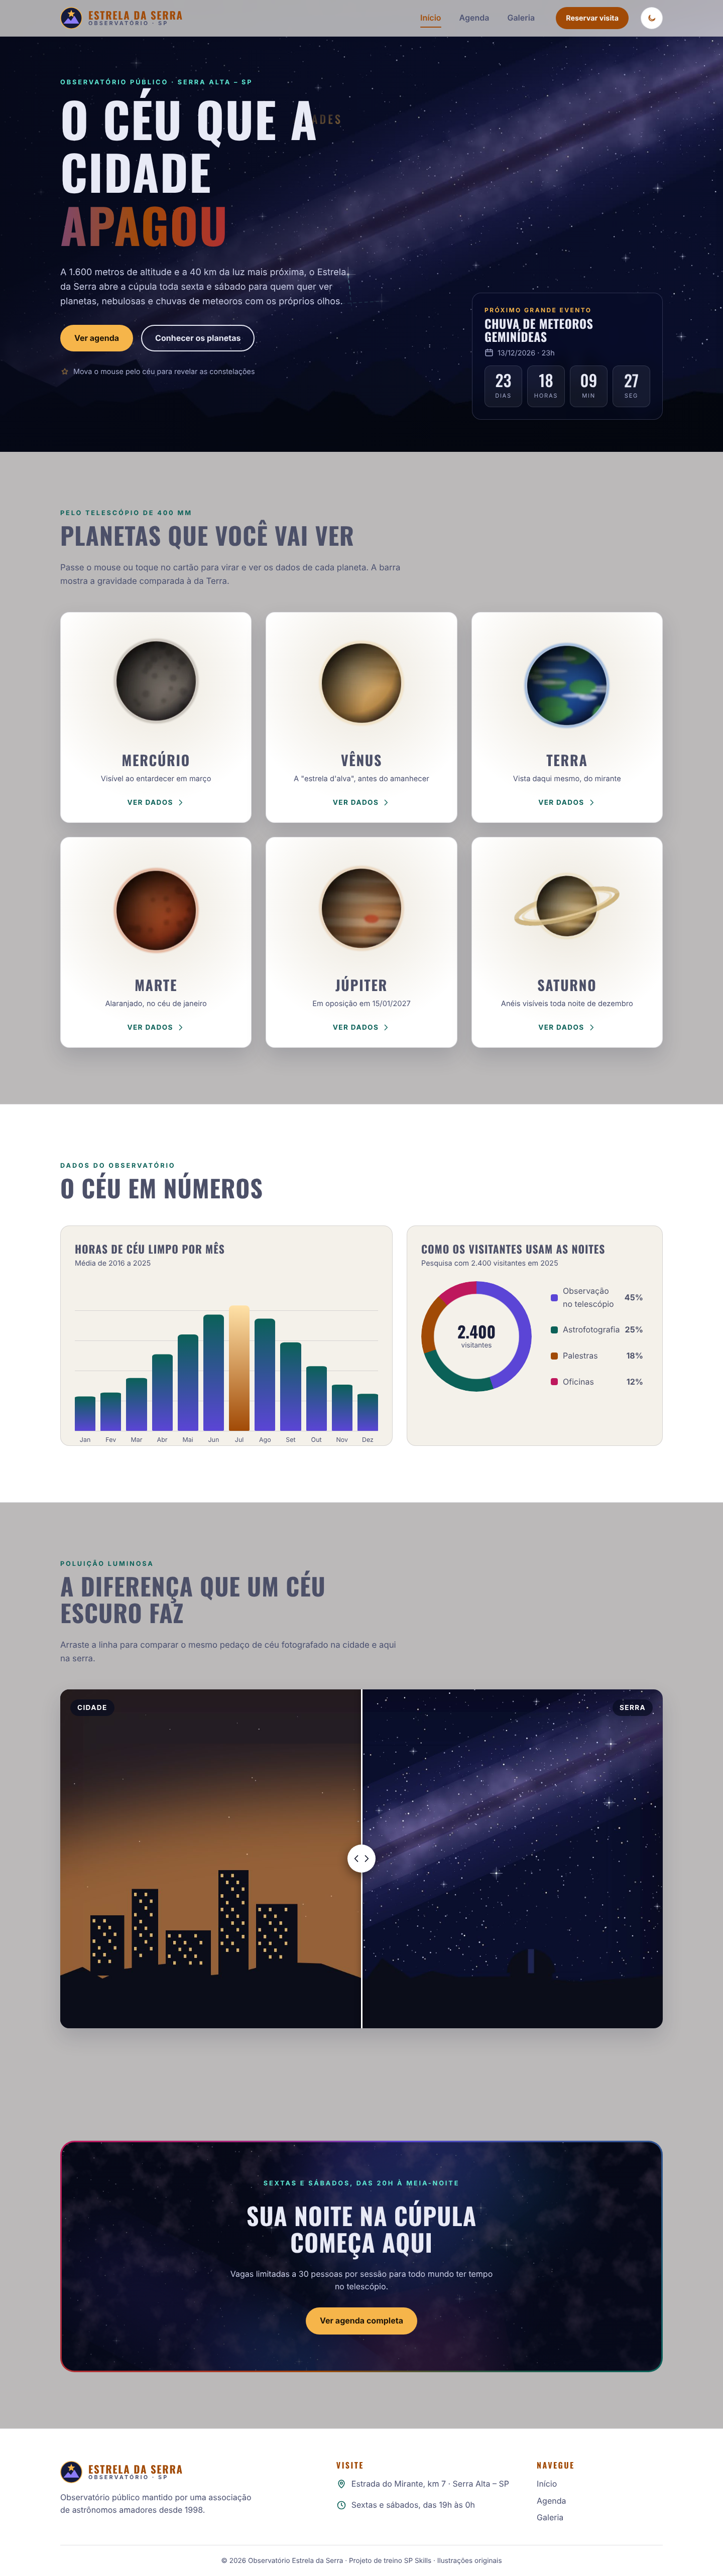 ESTRELA DA SERRA
OBSERVATÓRIO · SP
Início
Agenda
Galeria
Reservar visita
OBSERVATÓRIO PÚBLICO · SERRA ALTA – SP
O CÉU QUE A
CIDADE
APAGOU
A 1.600 metros de altitude e a 40 km da luz mais próxima, o Estrela
da Serra abre a cúpula toda sexta e sábado para quem quer ver
planetas, nebulosas e chuvas de meteoros com os próprios olhos.
Ver agenda
Conhecer os planetas
Mova o mouse pelo céu para revelar as constelações
PRÓXIMO GRANDE EVENTO
CHUVA DE METEOROS
GEMINÍDEAS
13/12/2026 · 23h
23
DIAS
18
HORAS
09
MIN
27
SEG
PELO TELESCÓPIO DE 400 MM
PLANETAS QUE VOCÊ VAI VER
Passe o mouse ou toque no cartão para virar e ver os dados de cada planeta. A barra
mostra a gravidade comparada à da Terra.
MERCÚRIO
Visível ao entardecer em março
VER DADOS
VÊNUS
A "estrela d'alva", antes do amanhecer
VER DADOS
TERRA
Vista daqui mesmo, do mirante
VER DADOS
MARTE
Alaranjado, no céu de janeiro
VER DADOS
JÚPITER
Em oposição em 15/01/2027
VER DADOS
SATURNO
Anéis visíveis toda noite de dezembro
VER DADOS
DADOS DO OBSERVATÓRIO
O CÉU EM NÚMEROS
HORAS DE CÉU LIMPO POR MÊS
Média de 2016 a 2025
Jan
Fev
Mar
Abr
Mai
Jun
Jul
Ago
Set
Out
Nov
Dez
COMO OS VISITANTES USAM AS NOITES
Pesquisa com 2.400 visitantes em 2025
2.400
visitantes
Observação
no telescópio
45%
Astrofotografia 25%
Palestras 18%
Oficinas 12%
POLUIÇÃO LUMINOSA
A DIFERENÇA QUE UM CÉU
ESCURO FAZ
Arraste a linha para comparar o mesmo pedaço de céu fotografado na cidade e aqui
na serra.
CIDADE
SERRA
SEXTAS E SÁBADOS, DAS 20H À MEIA-NOITE
SUA NOITE NA CÚPULA
COMEÇA AQUI
Vagas limitadas a 30 pessoas por sessão para todo mundo ter tempo
no telescópio.
Ver agenda completa
ESTRELA DA SERRA
OBSERVATÓRIO · SP
Observatório público mantido por uma associação
de astrônomos amadores desde 1998.
VISITE
Estrada do Mirante, km 7 · Serra Alta – SP
Sextas e sábados, das 19h às 0h
NAVEGUE
Início
Agenda
Galeria
© 2026 Observatório Estrela da Serra · Projeto de treino SP Skills · Ilustrações originais